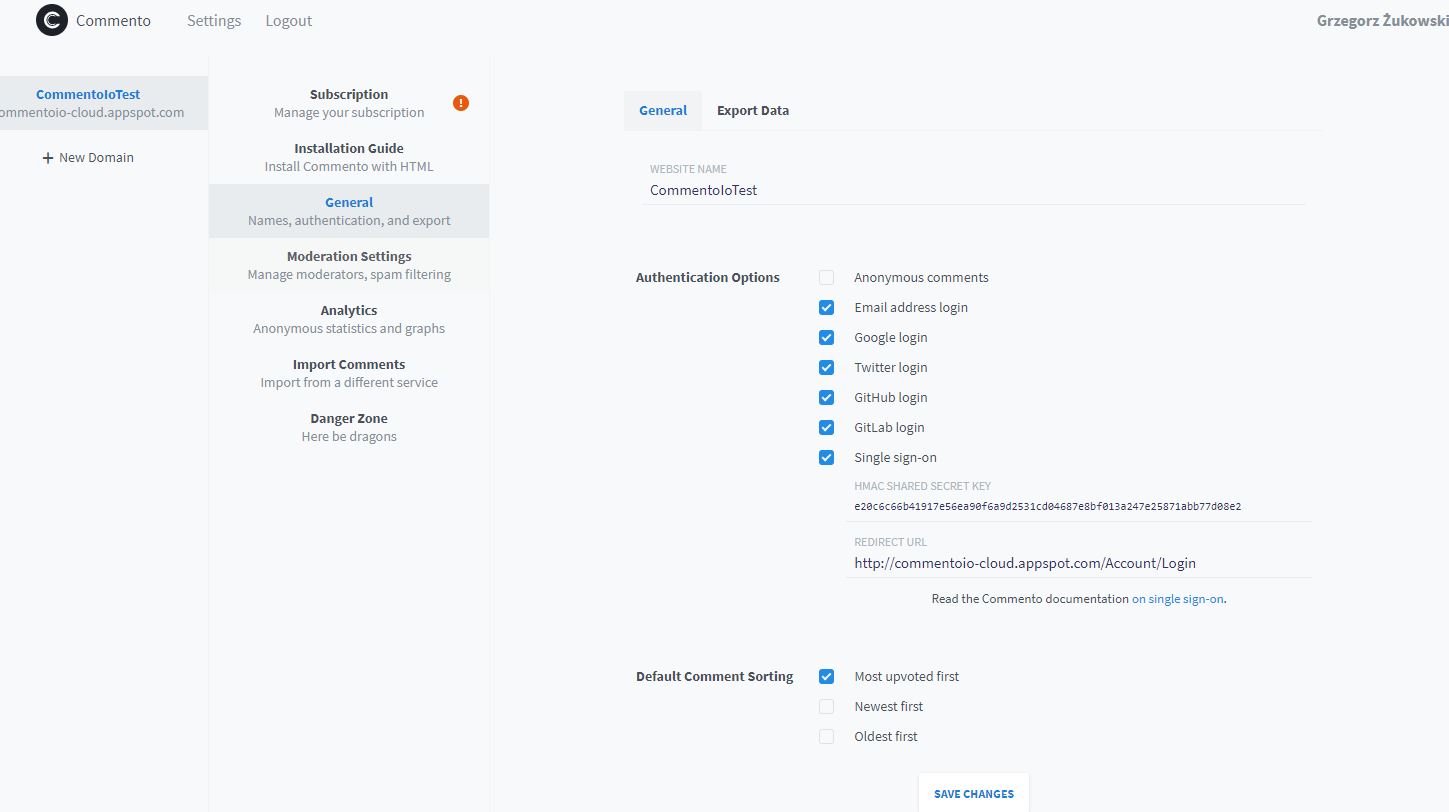 Commento
Settings
Logout
Grzegorz Żukowski
CommentoIoTest
ommentoio-cloud.appspot.com
+ New Domain
Subscription
Manage your subscription
Installation Guide
Install Commento with HTML
General
Names, authentication, and export
Moderation Settings
Manage moderators, spam filtering
Analytics
Anonymous statistics and graphs
Import Comments
Import from a different service
Danger Zone
Here be dragons
General
Export Data
WEBSITE NAME
CommentoIoTest
Authentication Options
Anonymous comments
Email address login
Google login
Twitter login
GitHub login
GitLab login
Single sign-on
HMAC SHARED SECRET KEY
e20c6c66b41917e56ea90f6a9d2531cd04687e8bf013a247e25871abb77d08e2
REDIRECT URL
http://commentoio-cloud.appspot.com/Account/Login
Read the Commento documentation on single sign-on.
Default Comment Sorting
Most upvoted first
Newest first
Oldest first
SAVE CHANGES